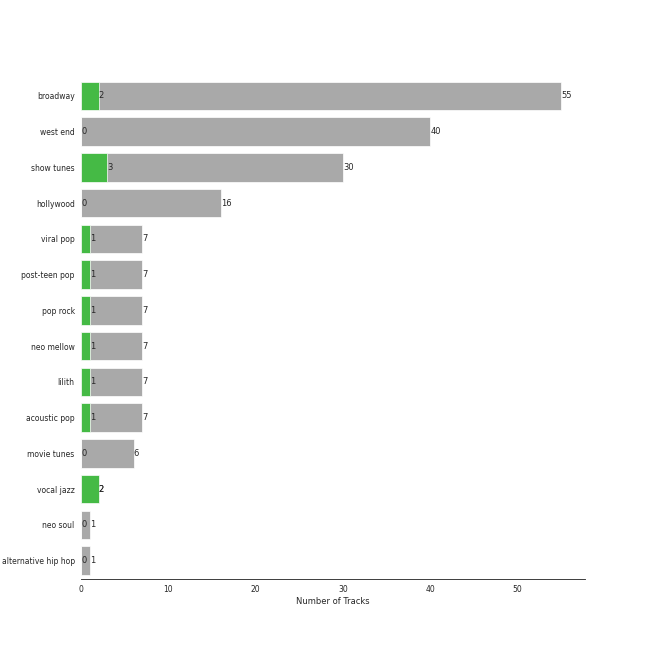 broadway 2 55
west end 0 40
show tunes 3 30
hollywood 0 16
viral pop 1 7
post-teen pop 1 7
pop rock 1 7
neo mellow 1 7
lilith 1 7
acoustic pop 1 7
movie tunes 0 6
vocal jazz 2
neo soul 0 1
alternative hip hop 0 1
0 10 20 30 40 50
Number of Tracks